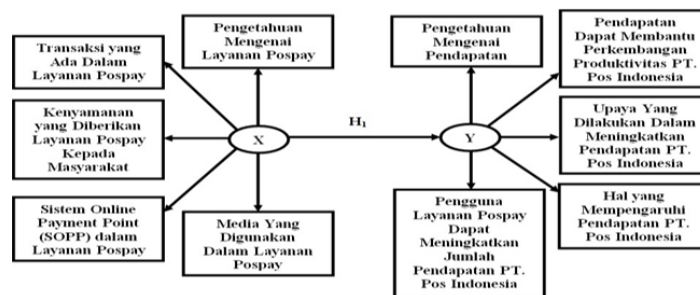 Transaksi yang
Ada Dalam
Layanan Pospay
Pengetahuan
Mengenai
Layanan Pospay
Kenyamanan
yang Diberikan
Layanan Pospay
Kepada
Masyarakat
Sistem Online
Payment Point
(SOPP) dalam
Layanan Pospay
Media Yang
Digunakan
Dalam Layanan
Pospay
X
H1
Y
Pengetahuan
Mengenai
Pendapatan
Pendapatan
Dapat Membantu
Perkembangan
Produktivitas PT.
Pos Indonesia
Upaya Yang
Dilakukan Dalam
Meningkatkan
Pendapatan PT.
Pos Indonesia
Hal yang
Mempengaruhi
Pendapatan PT.
Pos Indonesia
Pengguna
Layanan Pospay
Dapat
Meningkatkan
Jumlah
Pendapatan PT.
Pos Indonesia